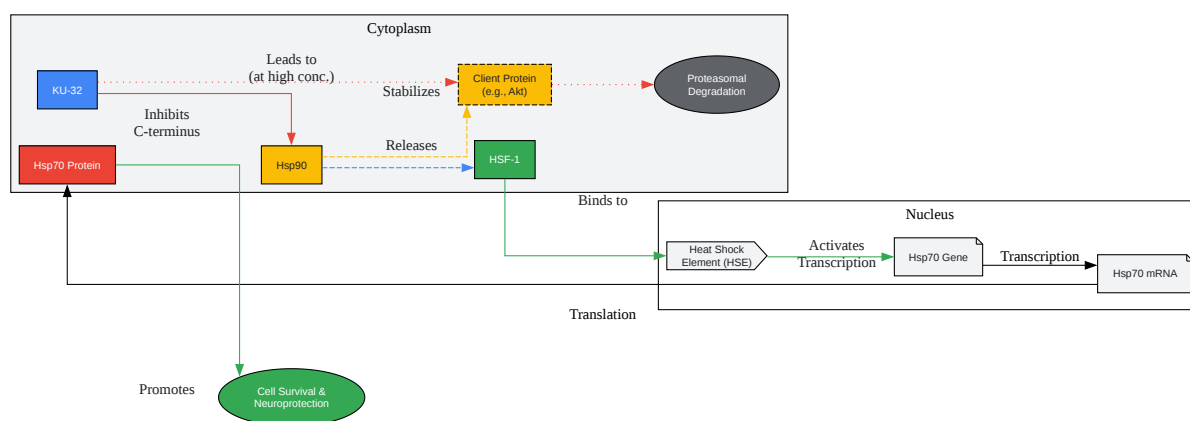 Cytoplasm
Leads to
(at high conc.)
KU-32
Client Protein
(e.g., Akt)
Proteasomal
Degradation
Stabilizes
Inhibits
C-terminus
Releases
Hsp70 Protein
Hsp90
HSF-1
Binds to
Nucleus
Heat Shock
Element (HSE)
Activates
Transcription
Hsp70 Gene
Transcription
Hsp70 mRNA
Translation
Promotes
Cell Survival &
Neuroprotection